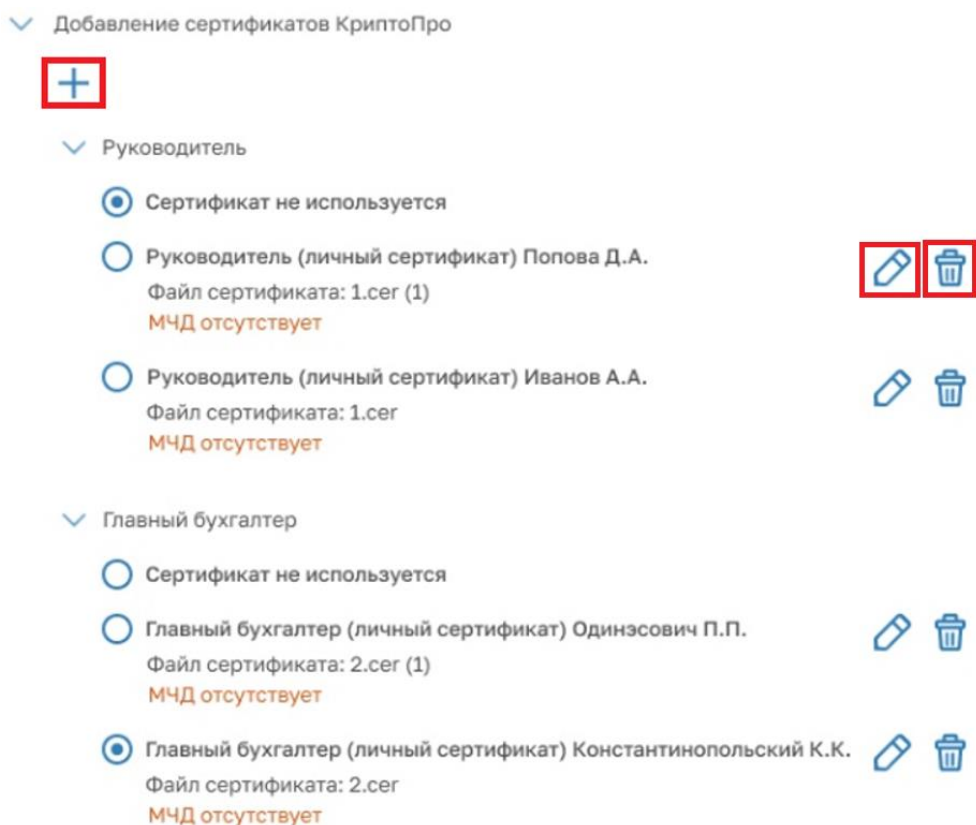 Добавление сертификатов КриптоПро
Руководитель
Сертификат не используется
Руководитель (личный сертификат) Попова Д.А.
Файл сертификата: 1.cer (1)
МЧД отсутствует
Руководитель (личный сертификат) Иванов А.А.
Файл сертификата: 1.cer
МЧД отсутствует
Главный бухгалтер
Сертификат не используется
Главный бухгалтер (личный сертификат) Одинэсович П.П.
Файл сертификата: 2.cer (1)
МЧД отсутствует
Главный бухгалтер (личный сертификат) Константинопольский К.К.
Файл сертификата: 2.cer
МЧД отсутствует